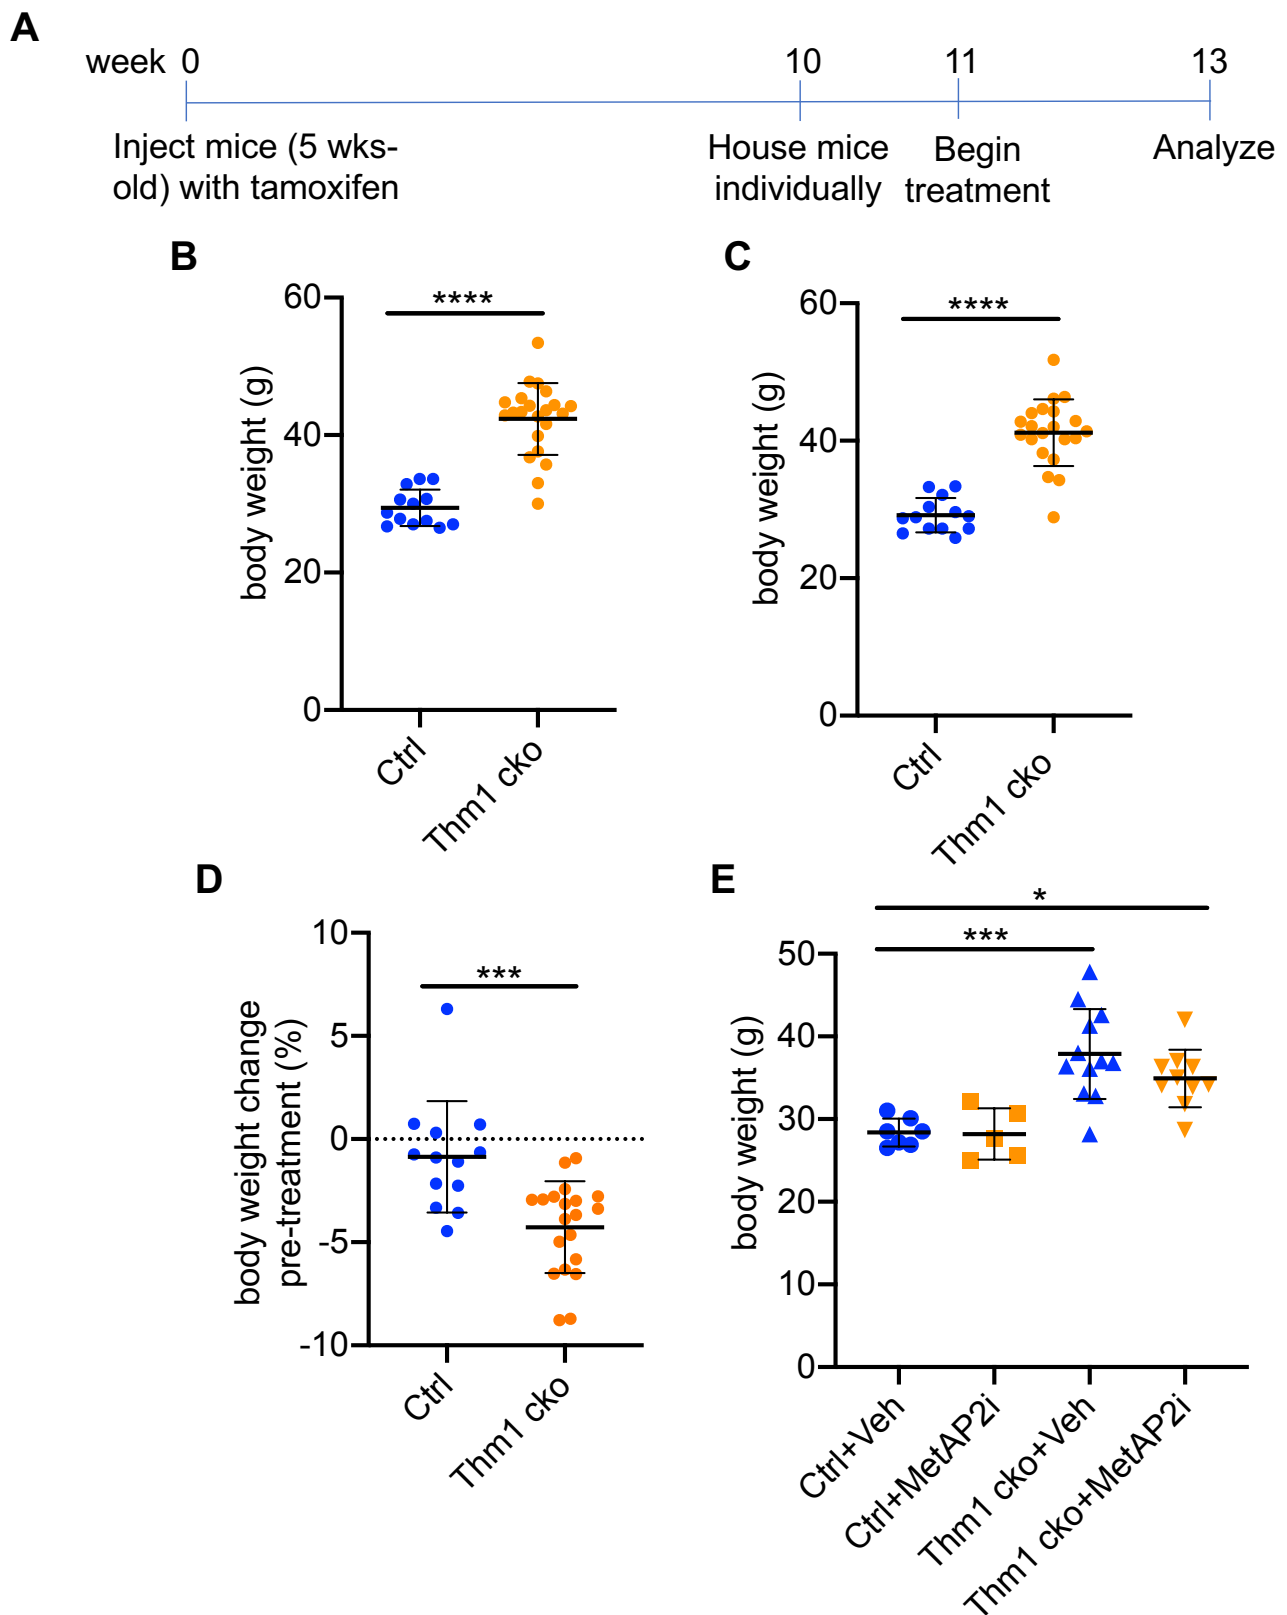 A
week 0 10 11 13
Inject mice (5 wks-
old) with tamoxifen
House mice
individually
Begin
treatment
Analyze
B
body weight (g)
60
40
20
0
****
Ctrl
Thm1 cko
C
body weight (g)
60
40
20
0
****
Ctrl
Thm1 cko
D
body weight change
pre-treatment (%)
10
5
0
-5
-10
***
Ctrl
Thm1 cko
E
body weight (g)
50
40
30
20
10
0
*
***
Ctrl+Veh
Ctrl+MetAP2i
Thm1 cko+Veh
Thm1 cko+MetAP2i